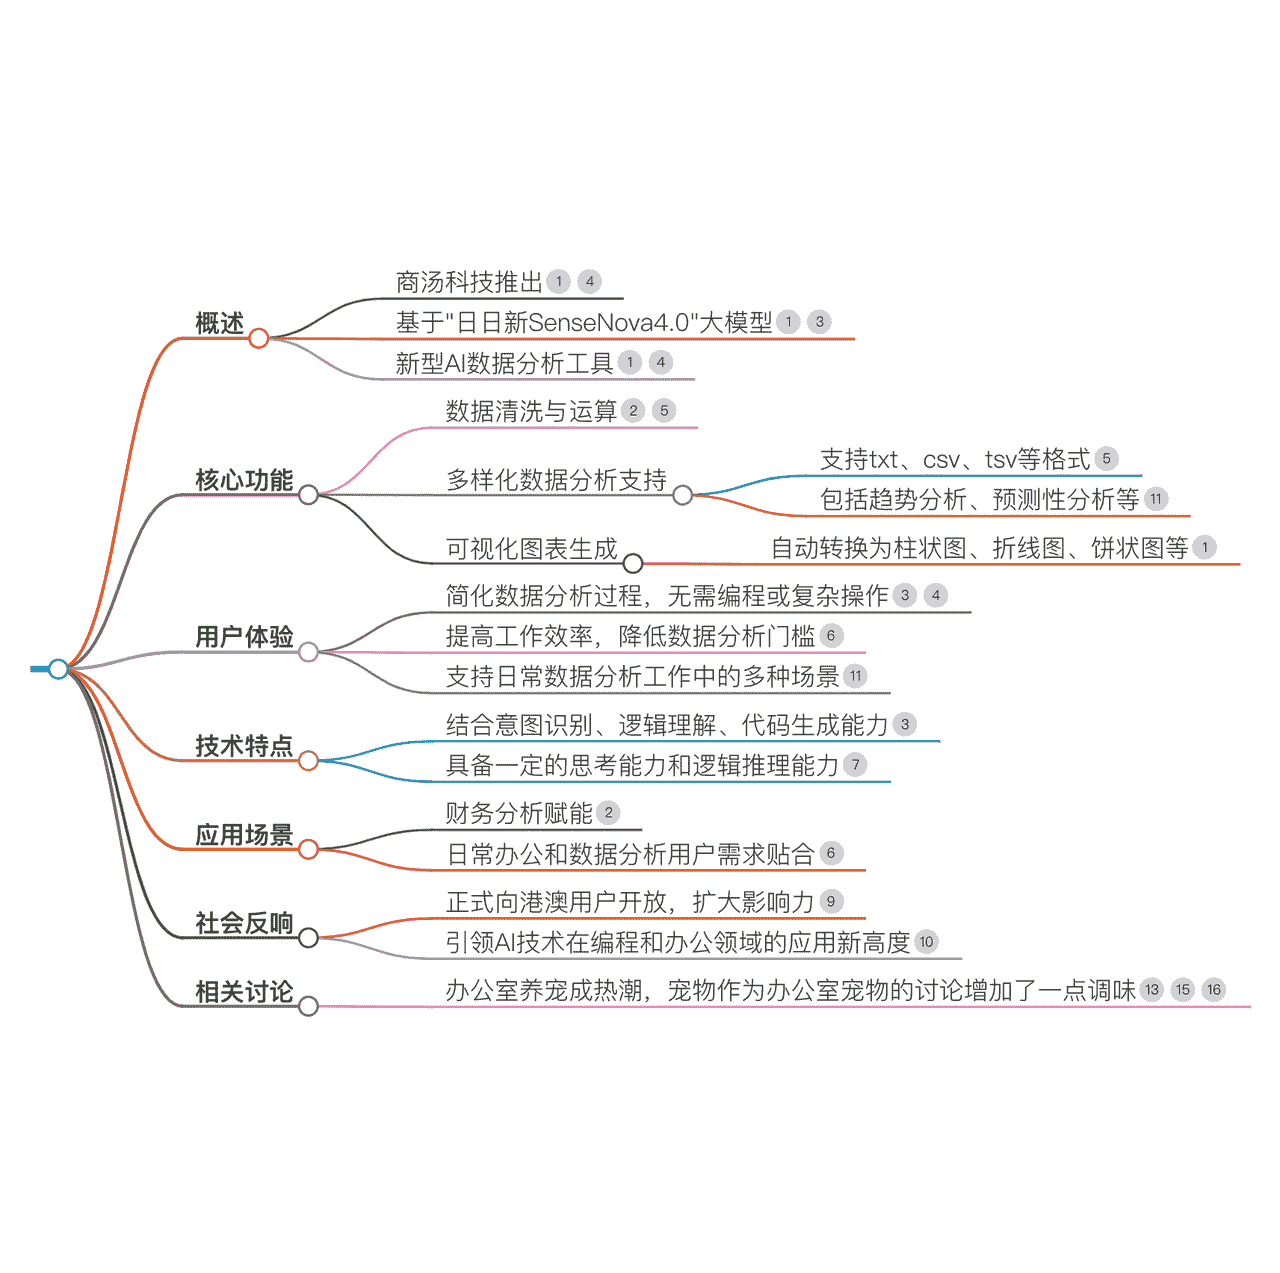 概述
商汤科技推出 1 4
基于"日日新SenseNova4.0"大模型 1 3
新型AI数据分析工具 1 4
核心功能
数据清洗与运算 2 5
多样化数据分析支持
支持txt、csv、tsv等格式 5
包括趋势分析、预测性分析等 11
可视化图表生成
自动转换为柱状图、折线图、饼状图等 1
用户体验
简化数据分析过程，无需编程或复杂操作 3 4
提高工作效率，降低数据分析门槛 6
支持日常数据分析工作中的多种场景 11
技术特点
结合意图识别、逻辑理解、代码生成能力 3
具备一定的思考能力和逻辑推理能力 7
应用场景
财务分析赋能 2
日常办公和数据分析用户需求贴合 6
社会反响
正式向港澳用户开放，扩大影响力 9
引领AI技术在编程和办公领域的应用新高度 10
相关讨论
办公室养宠成热潮，宠物作为办公室宠物的讨论增加了一点调味 13 15 16